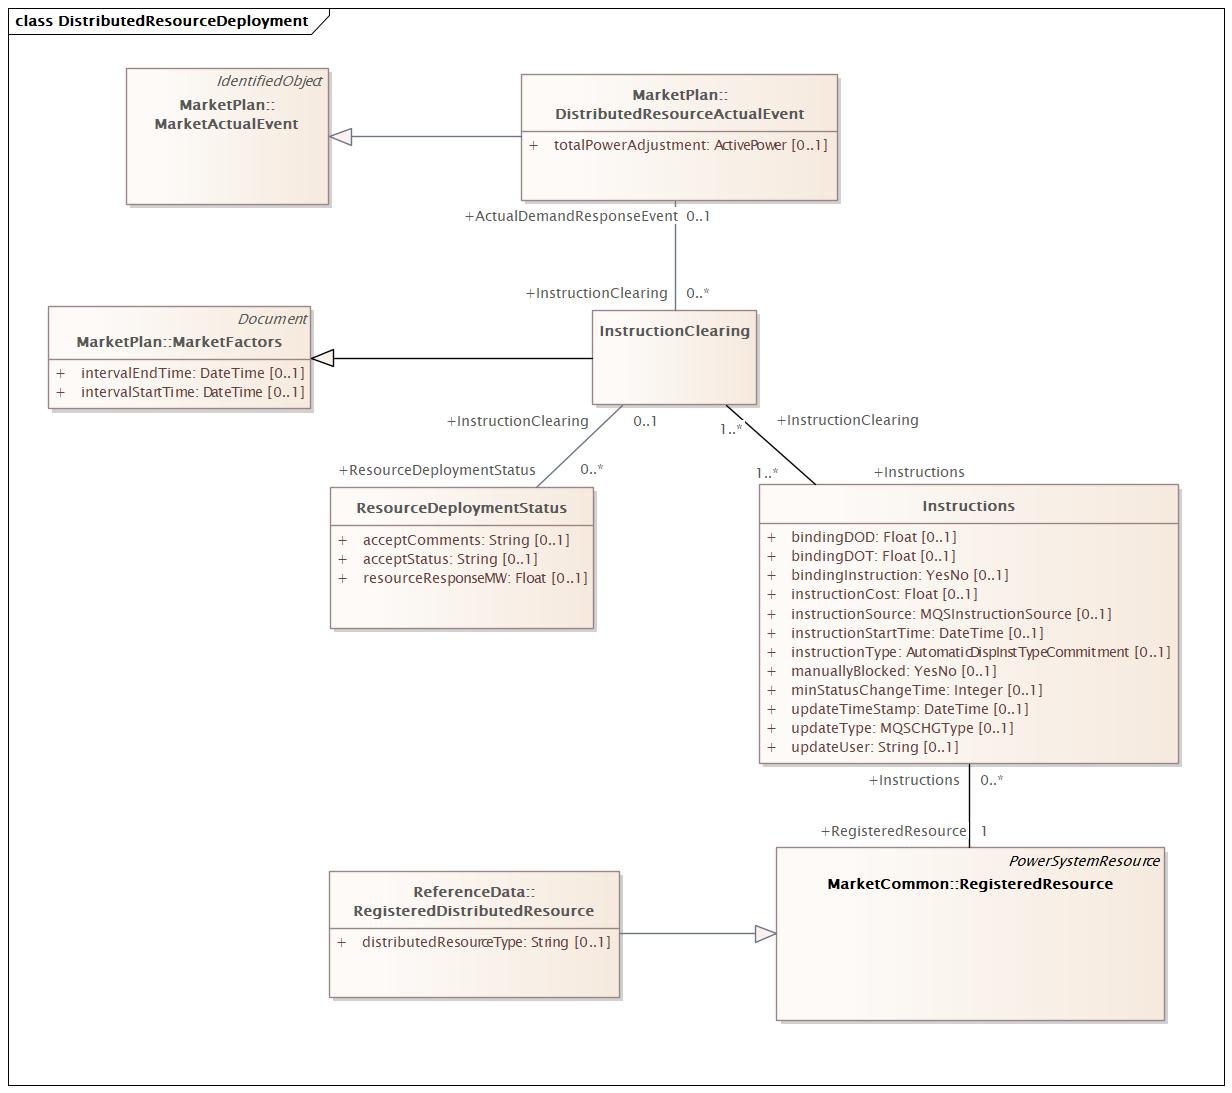 class DistributedResourceDeployment
IdentifiedObject
MarketPlan::
MarketActualEvent
MarketPlan::
DistributedResourceActualEvent
+ totalPowerAdjustment: ActivePower [0..1]
+ActualDemandResponseEvent 0..1
+InstructionClearing 0..*
Document
MarketPlan::MarketFactors
+ intervalEndTime: DateTime [0..1]
+ intervalStartTime: DateTime [0..1]
InstructionClearing
+InstructionClearing 0..1
1..* +InstructionClearing
+ResourceDeploymentStatus 0..*
1..* +Instructions
ResourceDeploymentStatus
+ acceptComments: String [0..1]
+ acceptStatus: String [0..1]
+ resourceResponseMW: Float [0..1]
Instructions
+ bindingDOD: Float [0..1]
+ bindingDOT: Float [0..1]
+ bindingInstruction: YesNo [0..1]
+ instructionCost: Float [0..1]
+ instructionSource: MQSInstructionSource [0..1]
+ instructionStartTime: DateTime [0..1]
+ instructionType: AutomaticDispInstTypeCommitment [0..1]
+ manuallyBlocked: YesNo [0..1]
+ minStatusChangeTime: Integer [0..1]
+ updateTimeStamp: DateTime [0..1]
+ updateType: MQSCHGType [0..1]
+ updateUser: String [0..1]
+Instructions 0..*
+RegisteredResource 1
PowerSystemResource
MarketCommon::RegisteredResource
ReferenceData::
RegisteredDistributedResource
+ distributedResourceType: String [0..1]